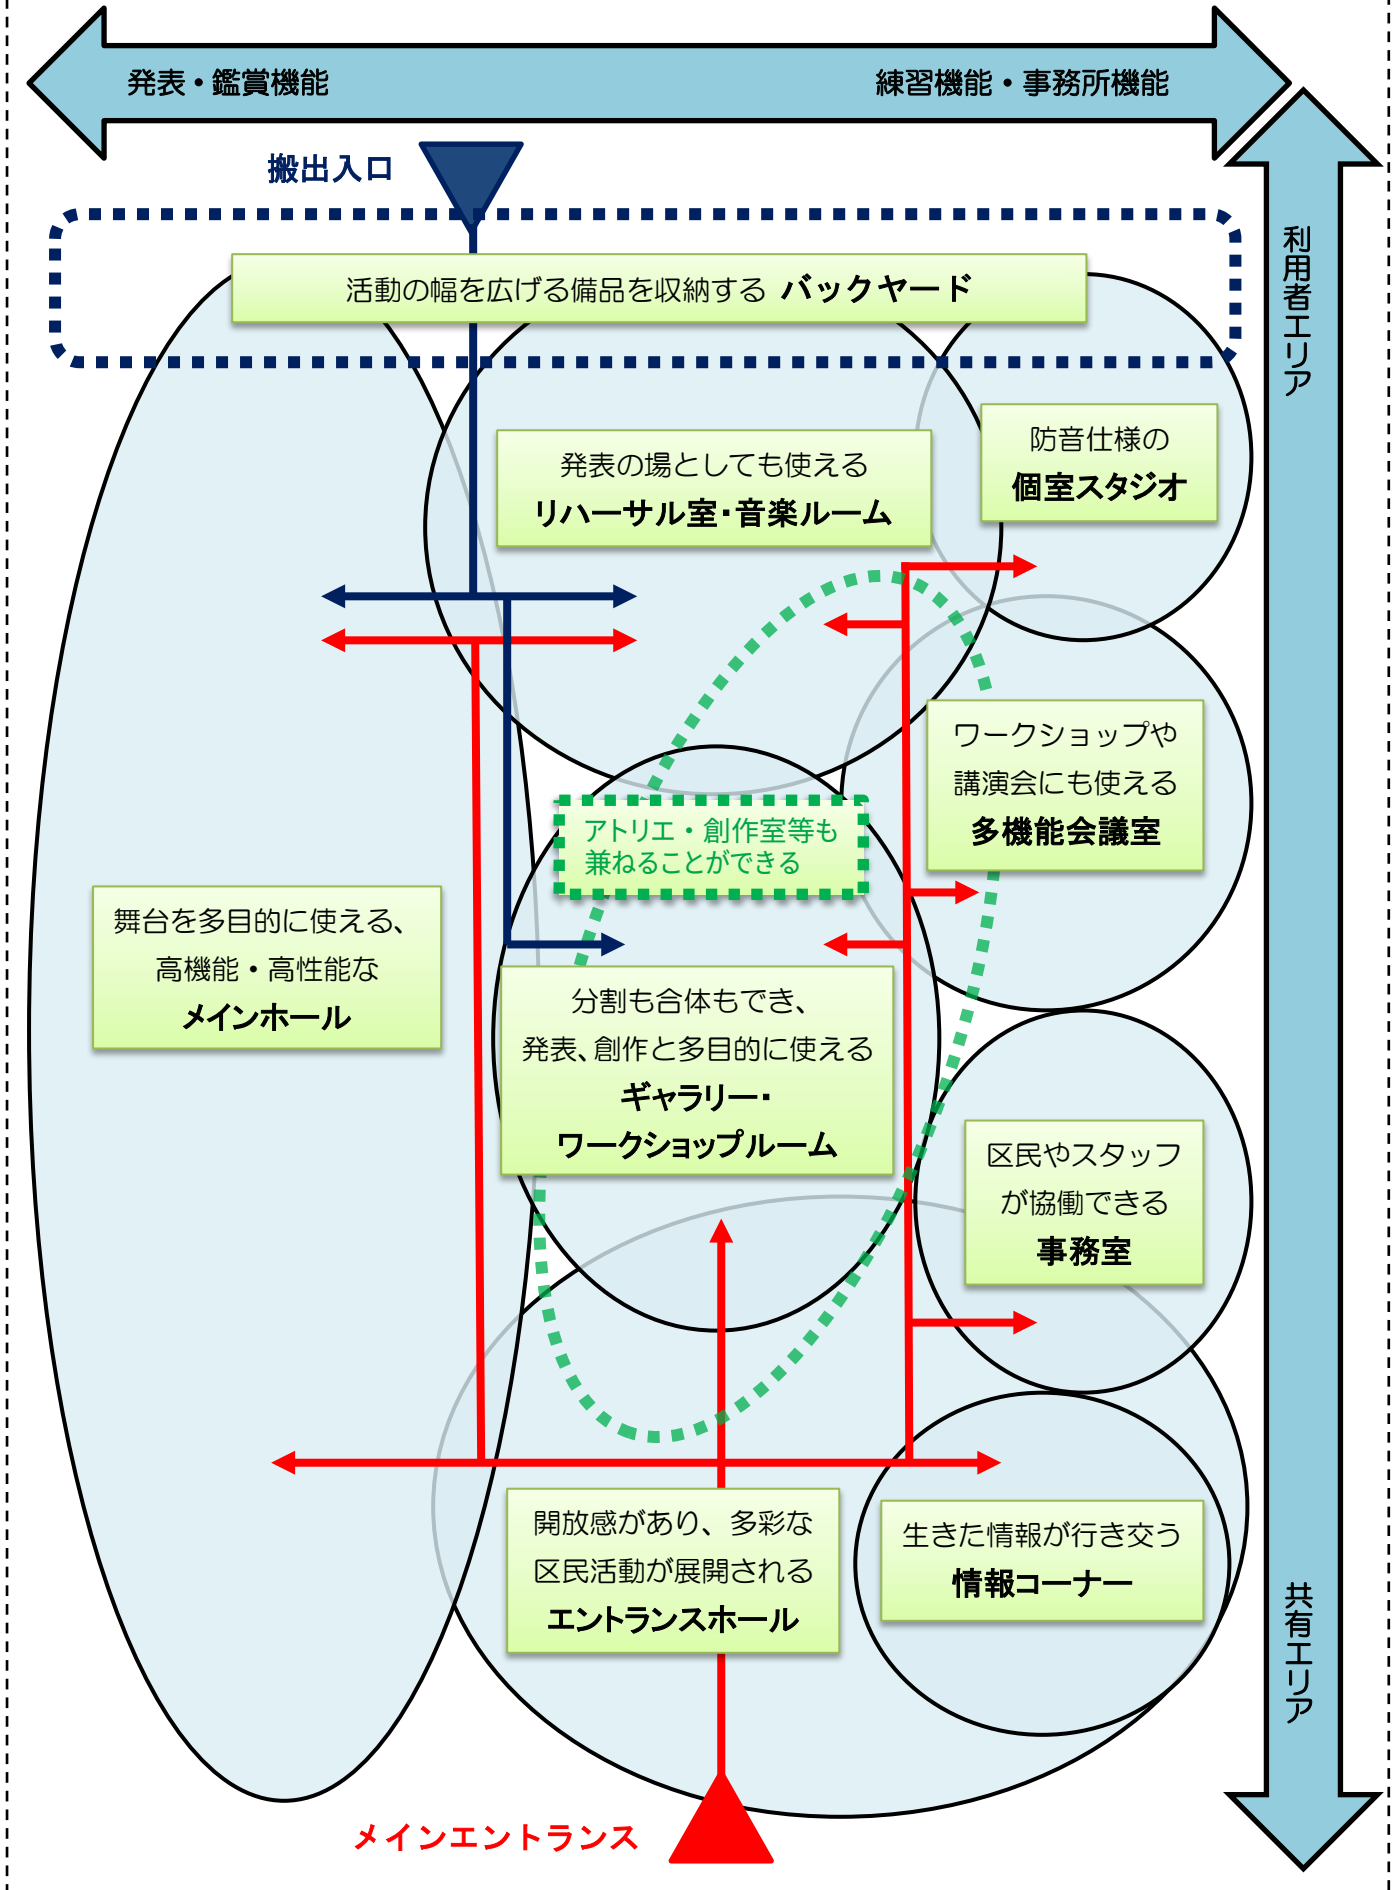 発表・鑑賞機能
練習機能・事務所機能
搬出入口
利用者エリア
活動の幅を広げる備品を収納する バックヤード
発表の場としても使える
リハーサル室・音楽ルーム
防音仕様の
個室スタジオ
ワークショップや
講演会にも使える
多機能会議室
アトリエ・創作室等も
兼ねることができる
舞台を多目的に使える、
高機能・高性能な
メインホール
分割も合体もでき、
発表、創作と多目的に使える
ギャラリー・
ワークショップルーム
区民やスタッフ
が協働できる
事務室
開放感があり、多彩な
区民活動が展開される
エントランスホール
生きた情報が行き交う
情報コーナー
共有エリア
メインエントランス